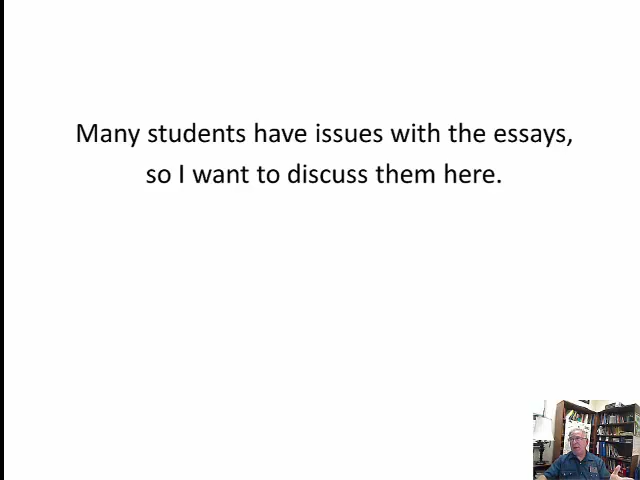 Many students have issues with the essays,
so I want to discuss them here.